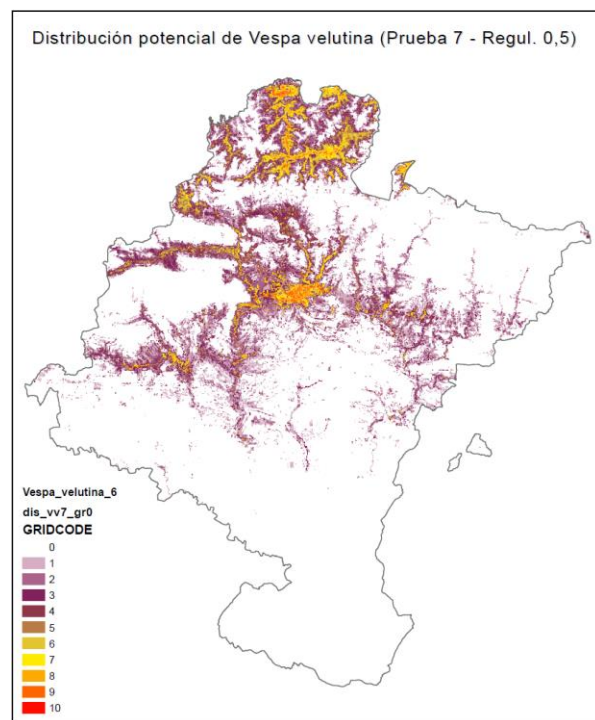 Distribución potencial de Vespa velutina (Prueba 7 - Regul. 0,5)
Vespa_velutina_6
dis_vv7_gr0
GRIDCODE
0
1
2
3
4
5
6
7
8
9
10